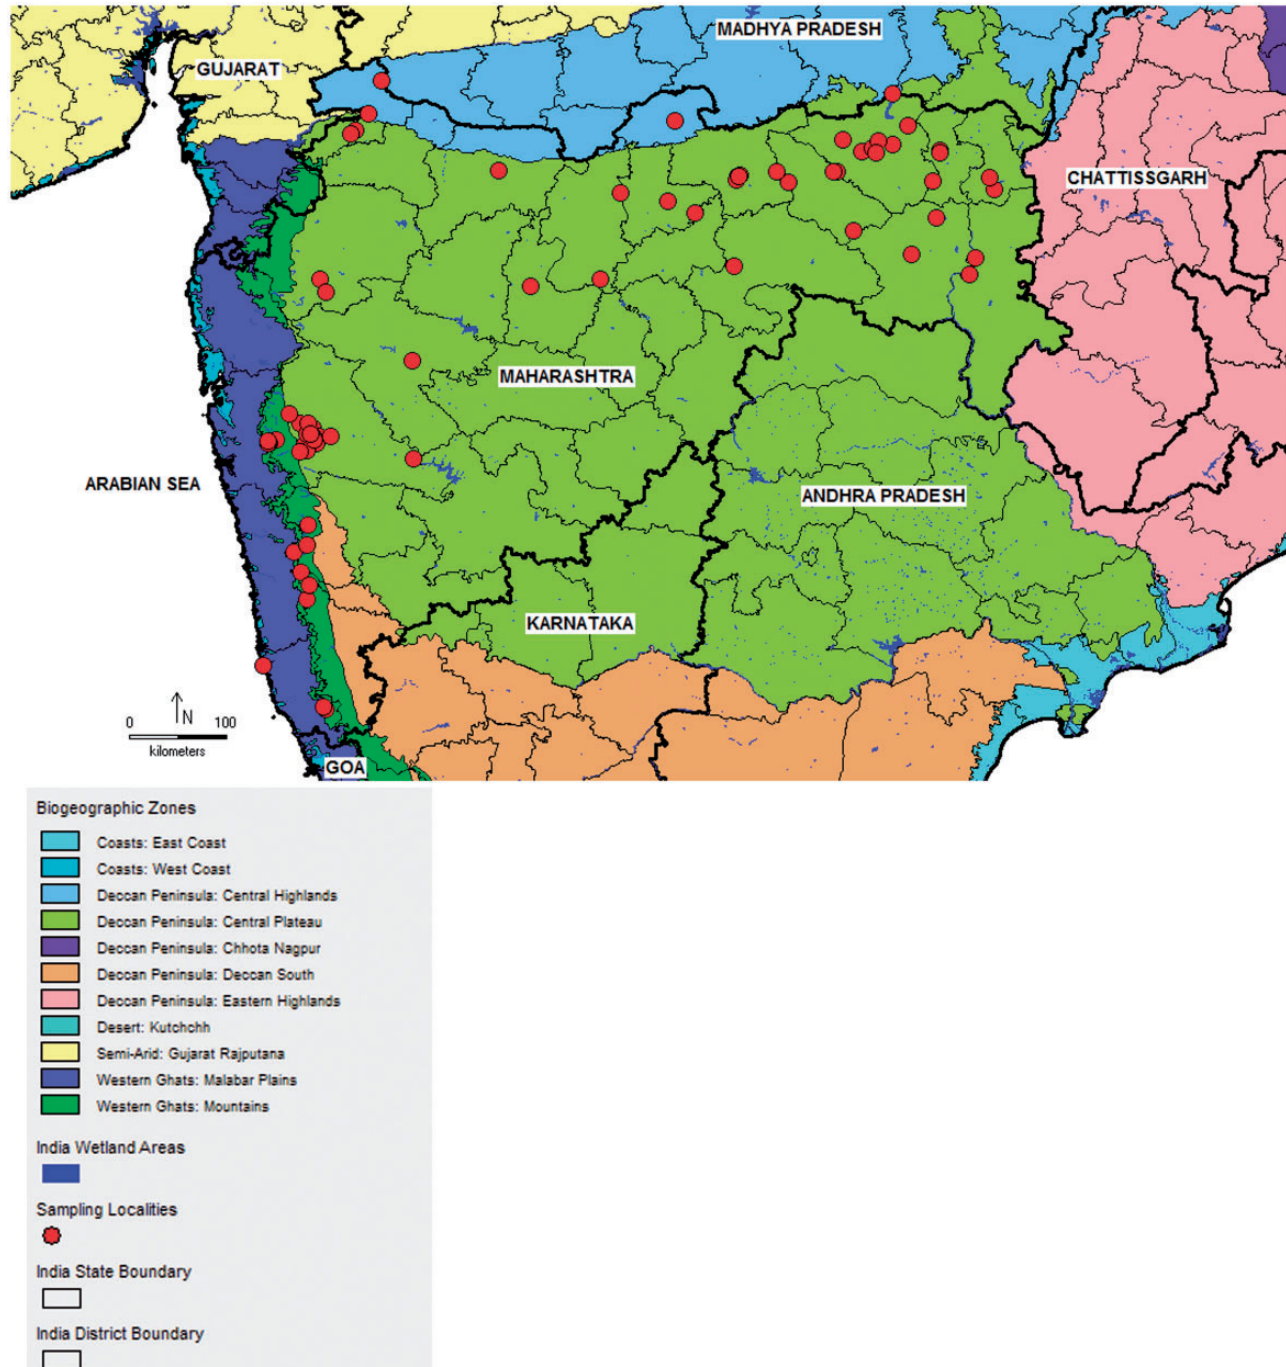 MADHYA PRADESH
GUJARAT
CHATTISSGARH
MAHARASHTRA
ARABIAN SEA
ANDHRA PRADESH
KARNATAKA
N
0 100
kilometers
GOA
Biogeographic Zones
Coasts: East Coast
Coasts: West Coast
Deccan Peninsula: Central Highlands
Deccan Peninsula: Central Plateau
Deccan Peninsula: Chhota Nagpur
Deccan Peninsula: Deccan South
Deccan Peninsula: Eastern Highlands
Desert: Kutchchh
Semi-Arid: Gujarat Rajputana
Western Ghats: Malabar Plains
Western Ghats: Mountains
India Wetland Areas
Sampling Localities
India State Boundary
India District Boundary